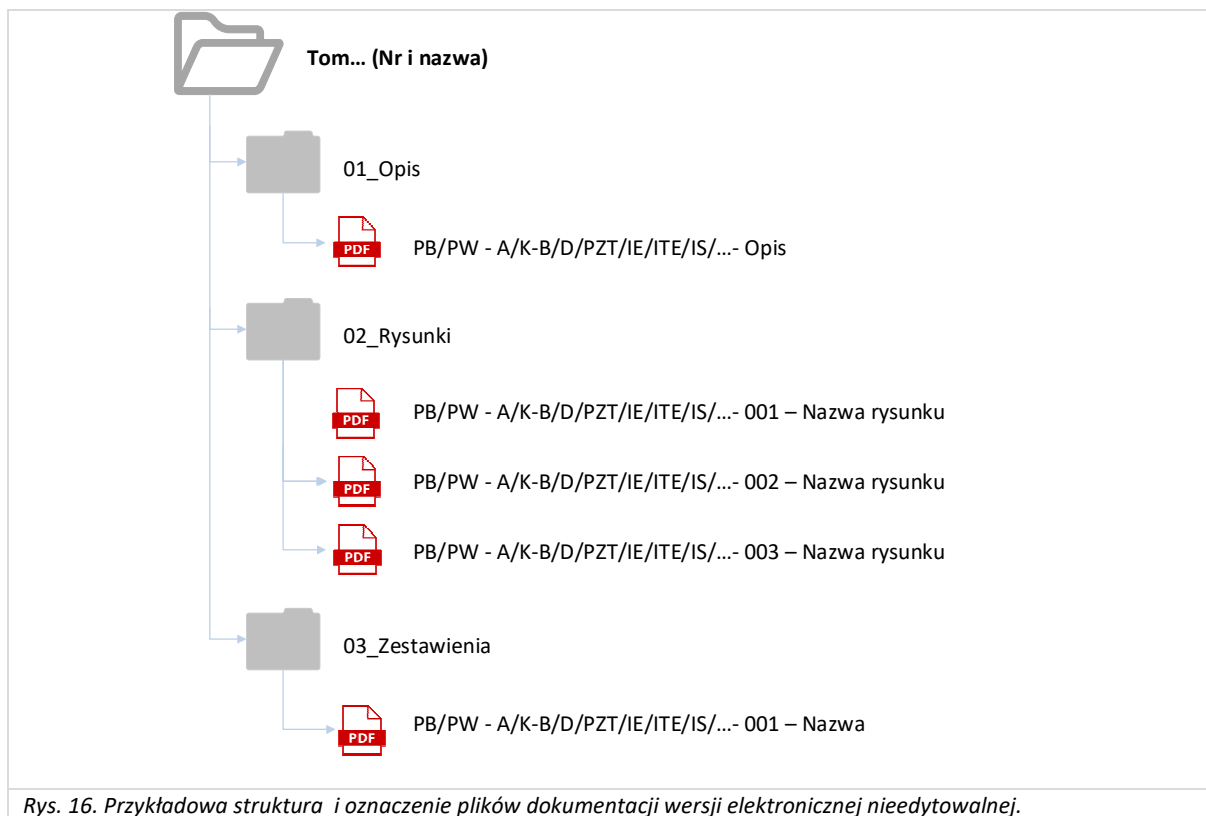 Tom... (Nr i nazwa)
01_Opis
PDF
PB/PW - A/K-B/D/PZT/IE/ITE/IS/...- Opis
02_Rysunki
PDF
PB/PW - A/K-B/D/PZT/IE/ITE/IS/...- 001 – Nazwa rysunku
PDF
PB/PW - A/K-B/D/PZT/IE/ITE/IS/...- 002 – Nazwa rysunku
PDF
PB/PW - A/K-B/D/PZT/IE/ITE/IS/...- 003 – Nazwa rysunku
03_Zestawienia
PDF
PB/PW - A/K-B/D/PZT/IE/ITE/IS/...- 001 – Nazwa
Rys. 16. Przykładowa struktura i oznaczenie plików dokumentacji wersji elektronicznej nieedytowalnej.